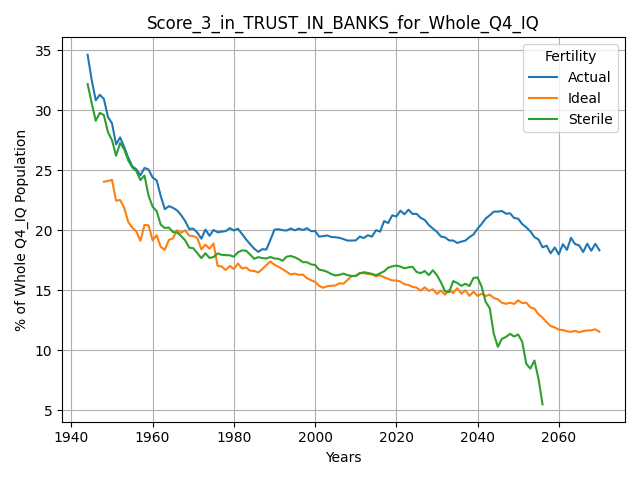 Score_3_in_TRUST_IN_BANKS_for_Whole_Q4_IQ
Fertility
Actual
Ideal
Sterile
% of Whole Q4_IQ Population
35
30
25
20
15
10
5
1940 1960 1980 2000 2020 2040 2060
Years